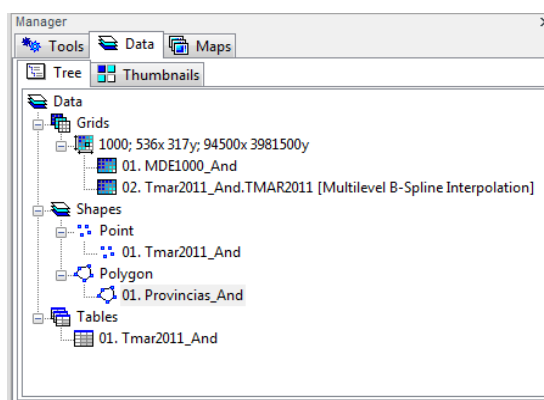 Manager
Tools Data Maps
Tree Thumbnails
Data
Grids
1000; 536x 317y; 94500x 3981500y
01. MDE1000_And
02. Tmar2011_And.TMAR2011 [Multilevel B-Spline Interpolation]
Shapes
Point
01. Tmar2011_And
Polygon
01. Provincias_And
Tables
01. Tmar2011_And